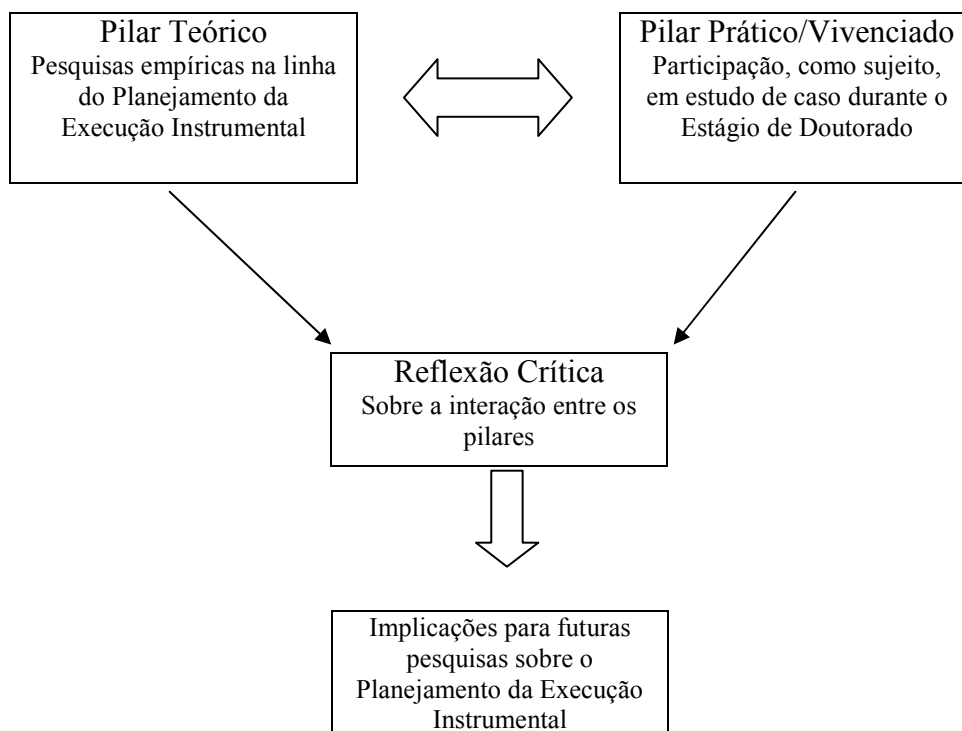 Pilar Teórico
Pesquisas empíricas na linha
do Planejamento da
Execução Instrumental
Pilar Prático/Vivenciado
Participação, como sujeito,
em estudo de caso durante o
Estágio de Doutorado
Reflexão Crítica
Sobre a interação entre os
pilares
Implicações para futuras
pesquisas sobre o
Planejamento da Execução
Instrumental